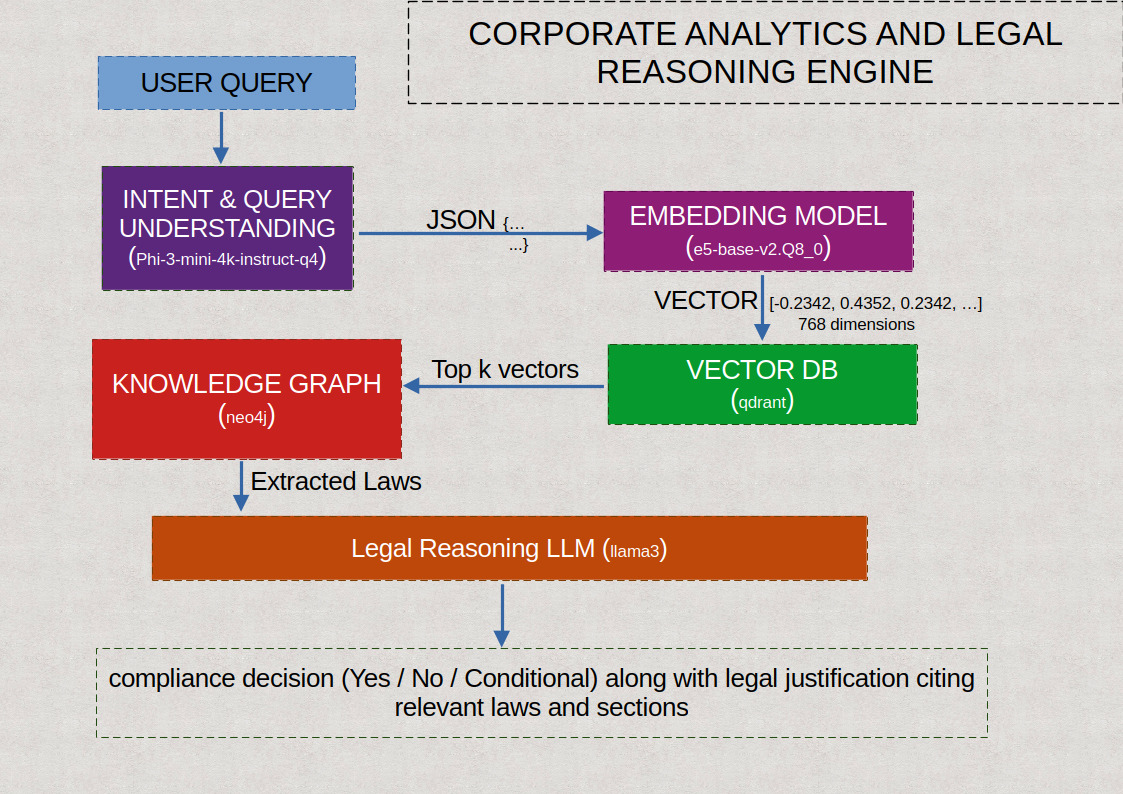 CORPORATE ANALYTICS AND LEGAL
REASONING ENGINE
USER QUERY
INTENT & QUERY
UNDERSTANDING
(Phi-3-mini-4k-instruct-q4)
JSON {...
...}
EMBEDDING MODEL
(e5-base-v2.Q8_0)
VECTOR [-0.2342, 0.4352, 0.2342, ...]
768 dimensions
VECTOR DB
(qdrant)
Top k vectors
KNOWLEDGE GRAPH
(neo4j)
Extracted Laws
Legal Reasoning LLM (llama3)
compliance decision (Yes / No / Conditional) along with legal justification citing
relevant laws and sections